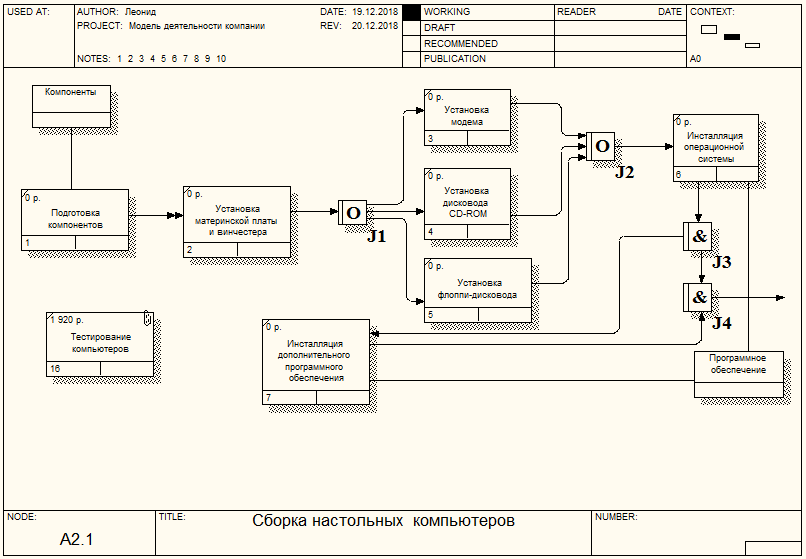 USED AT:
AUTHOR: Леонид
DATE: 19.12.2018
PROJECT: Модель деятельности компании
REV: 20.12.2018
NOTES: 1 2 3 4 5 6 7 8 9 10
WORKING
DRAFT
RECOMMENDED
PUBLICATION
READER
DATE
CONTEXT:
A0
Компоненты
0 р.
Подготовка
компонентов
1
0 р.
Установка
материнской платы
и винчестера
2
O
J1
0 р.
Установка
модема
3
0 р.
Установка
дисковода
CD-ROM
4
0 р.
Установка
флоппи-дисковода
5
O
J2
0 р.
Инсталляция
операционной
системы
6
&
J3
&
J4
1 920 р.
Тестирование
компьютеров
16
0 р.
Инсталляция
дополнительного
программного
обеспечения
7
Программное
обеспечение
NODE:
A2.1
TITLE:
Сборка настольных компьютеров
NUMBER: